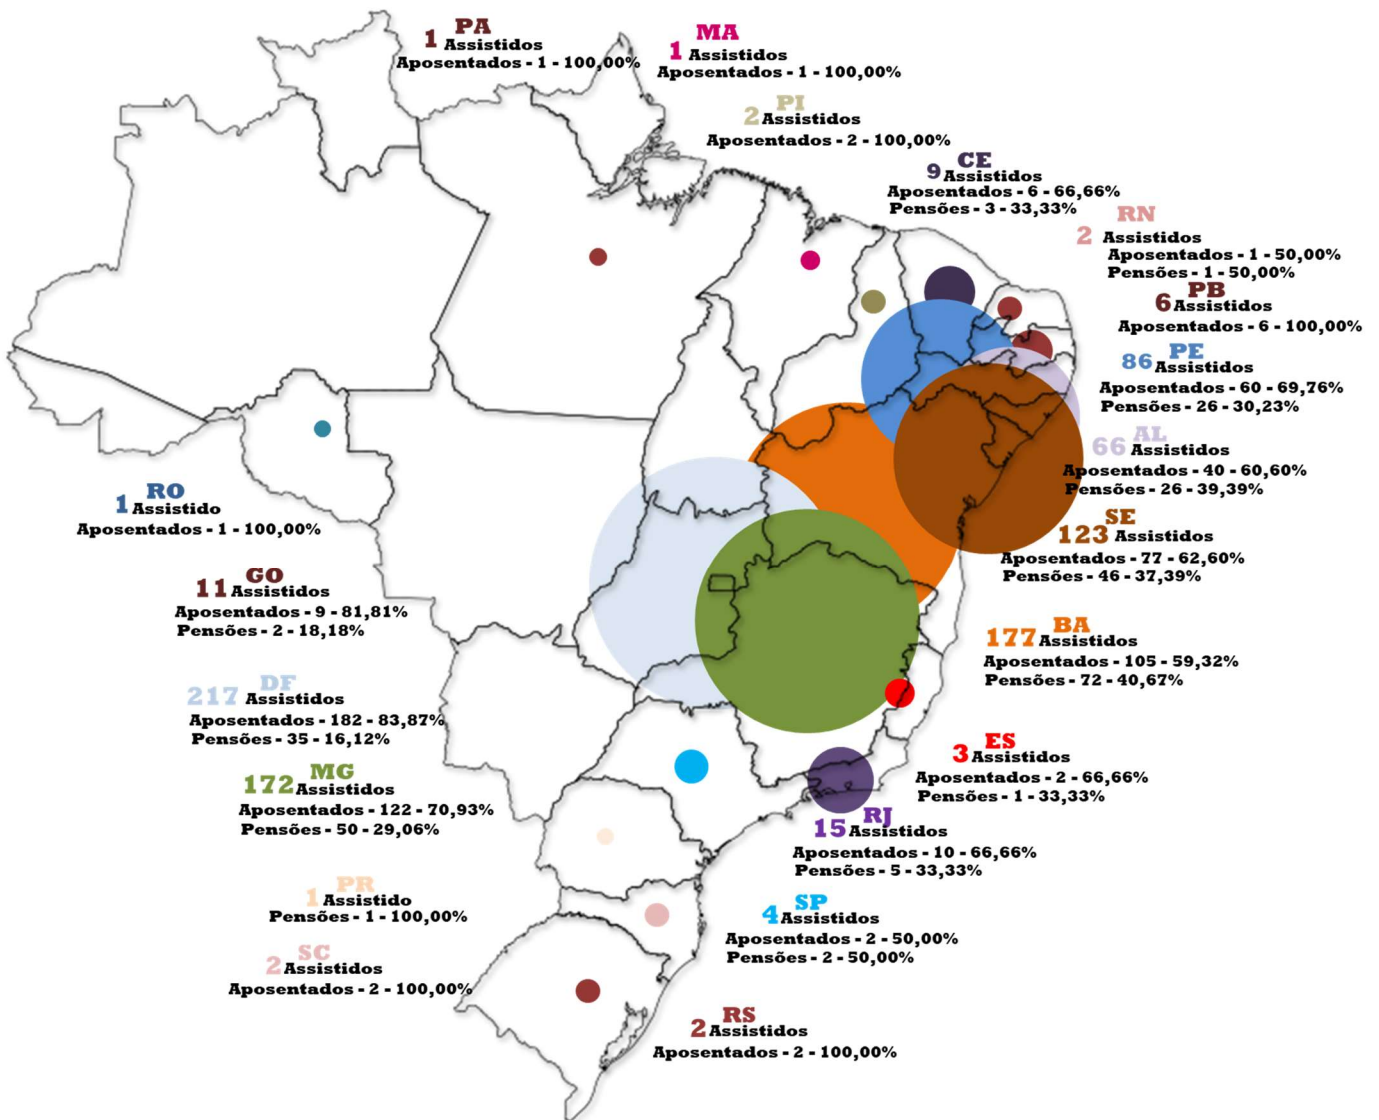 PA
1 Assistidos
Aposentados - 1 - 100,00%
MA
1 Assistidos
Aposentados - 1 - 100,00%
PI
2 Assistidos
Aposentados - 2 - 100,00%
CE
9 Assistidos
Aposentados - 6 - 66,66%
Pensões - 3 - 33,33%
RN
2 Assistidos
Aposentados - 1 - 50,00%
Pensões - 1 - 50,00%
PB
6 Assistidos
Aposentados - 6 - 100,00%
PE
86 Assistidos
Aposentados - 60 - 69,76%
Pensões - 26 - 30,23%
AL
66 Assistidos
Aposentados - 40 - 60,60%
Pensões - 26 - 39,39%
SE
123 Assistidos
Aposentados - 77 - 62,60%
Pensões - 46 - 37,39%
BA
177 Assistidos
Aposentados - 105 - 59,32%
Pensões - 72 - 40,67%
ES
3 Assistidos
Aposentados - 2 - 66,66%
Pensões - 1 - 33,33%
RJ
15 Assistidos
Aposentados - 10 - 66,66%
Pensões - 5 - 33,33%
SP
4 Assistidos
Aposentados - 2 - 50,00%
Pensões - 2 - 50,00%
RS
2 Assistidos
Aposentados - 2 - 100,00%
RO
1 Assistido
Aposentados - 1 - 100,00%
GO
11 Assistidos
Aposentados - 9 - 81,81%
Pensões - 2 - 18,18%
DF
217 Assistidos
Aposentados - 182 - 83,87%
Pensões - 35 - 16,12%
MG
172 Assistidos
Aposentados - 122 - 70,93%
Pensões - 50 - 29,06%
PR
1 Assistido
Pensões - 1 - 100,00%
SC
2 Assistidos
Aposentados - 2 - 100,00%